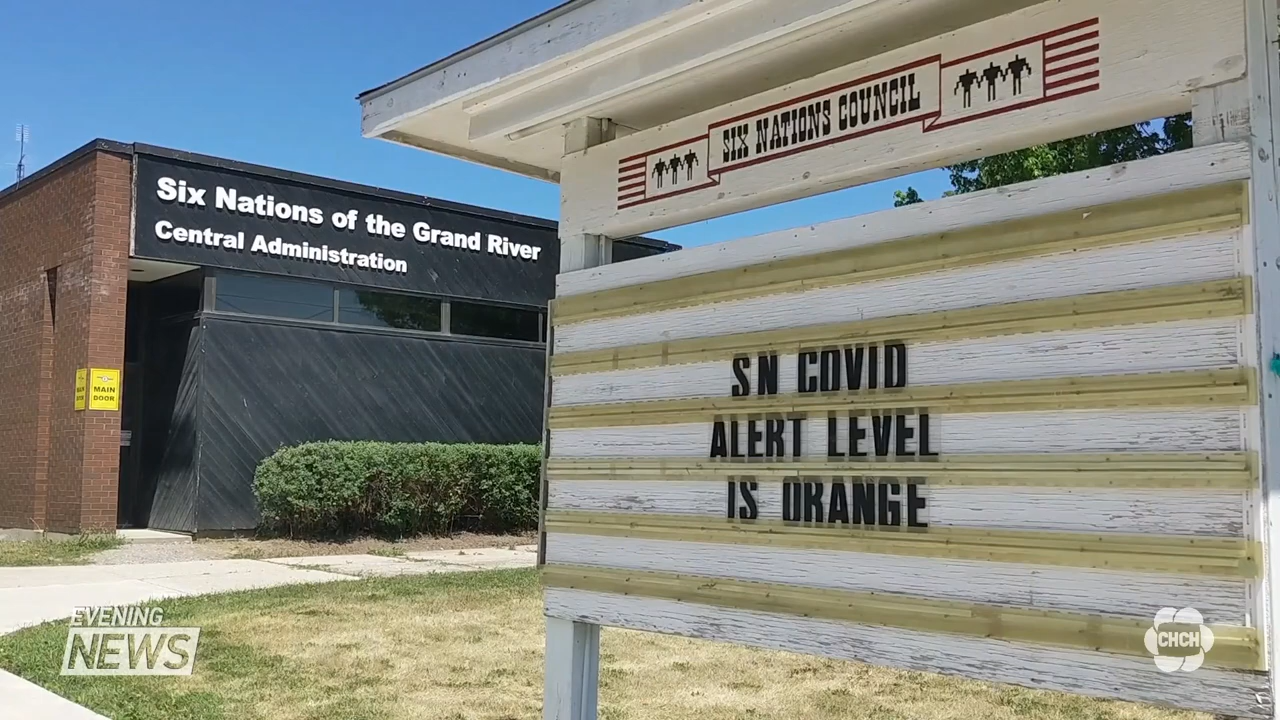 Six Nations of the Grand River
Central Administration
SIX NATIONS COUNCIL
SN COVID
ALERT LEVEL
IS ORANGE
MAIN
DOOR
EVENING
NEWS
CHCH